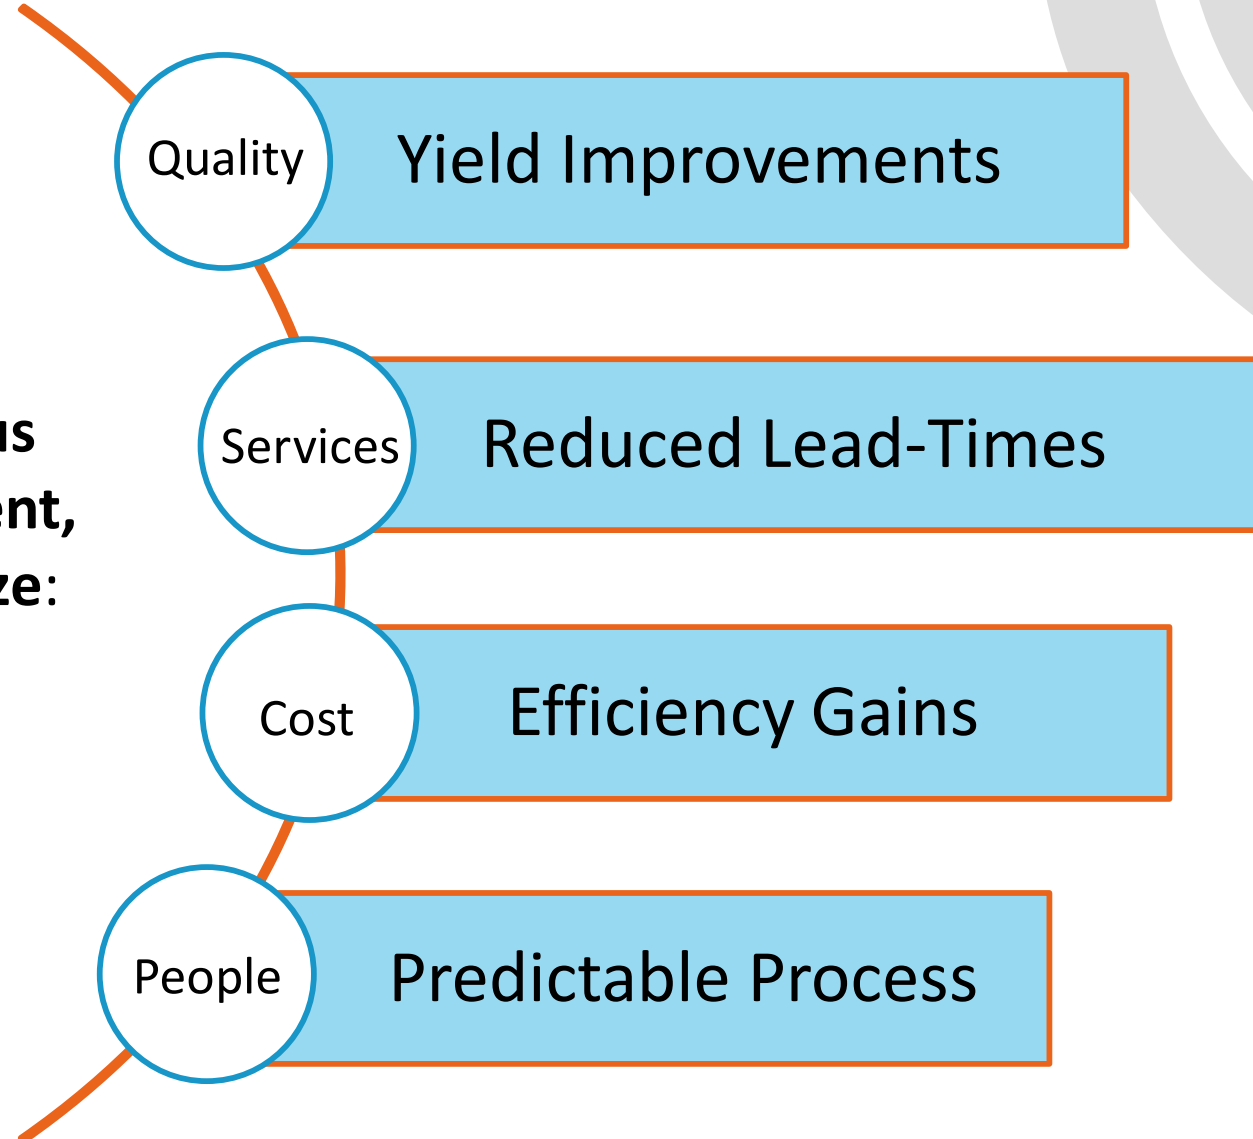 Quality
Yield Improvements
Services
Reduced Lead-Times
Cost
Efficiency Gains
People
Predictable Process